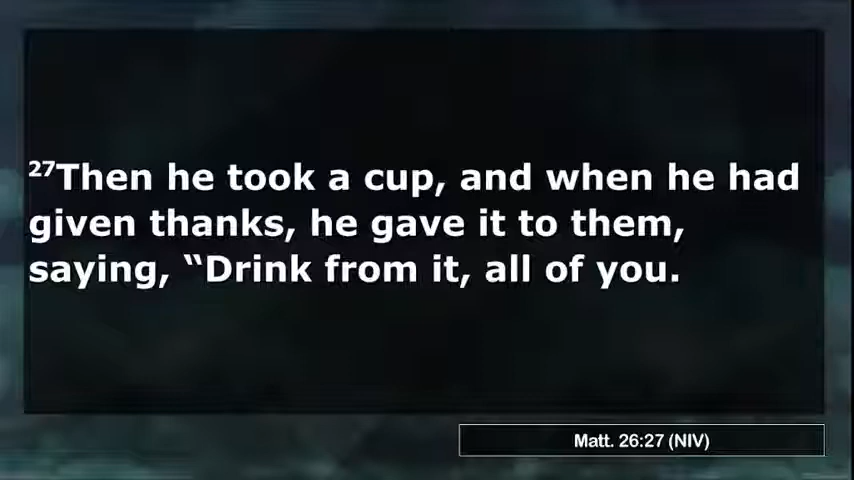 27Then he took a cup, and when he had
given thanks, he gave it to them,
saying, “Drink from it, all of you.
Matt. 26:27 (NIV)